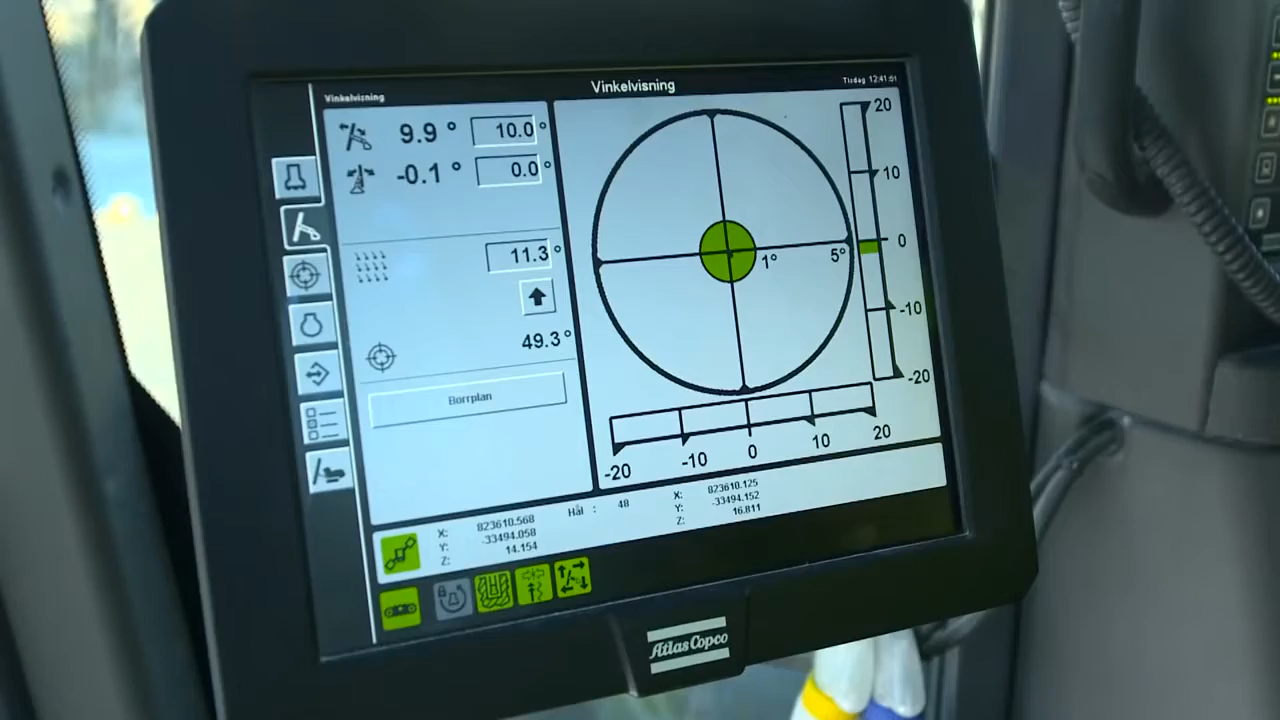 Vinkelvisning
Vinkelvisning
Tisdag 12:41:51
9.9 ° 10.0 °
-0.1 ° 0.0 °
11.3 °
49.3 °
Borrplan
1° 5°
20
10
0
-10
-20
-20 -10 0 10 20
X: 823610.568
Y: -33494.058
Z: 14.154
Hål : 48
X: 823610.125
Y: -33494.152
Z: 16.811
Atlas Copco